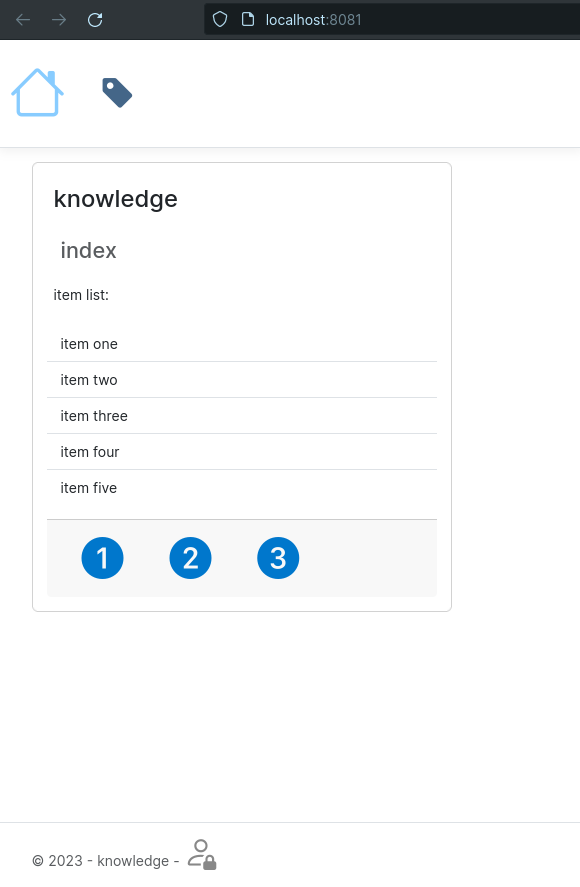 localhost:8081
knowledge
index
item list:
item one
item two
item three
item four
item five
1 2 3
© 2023 - knowledge -